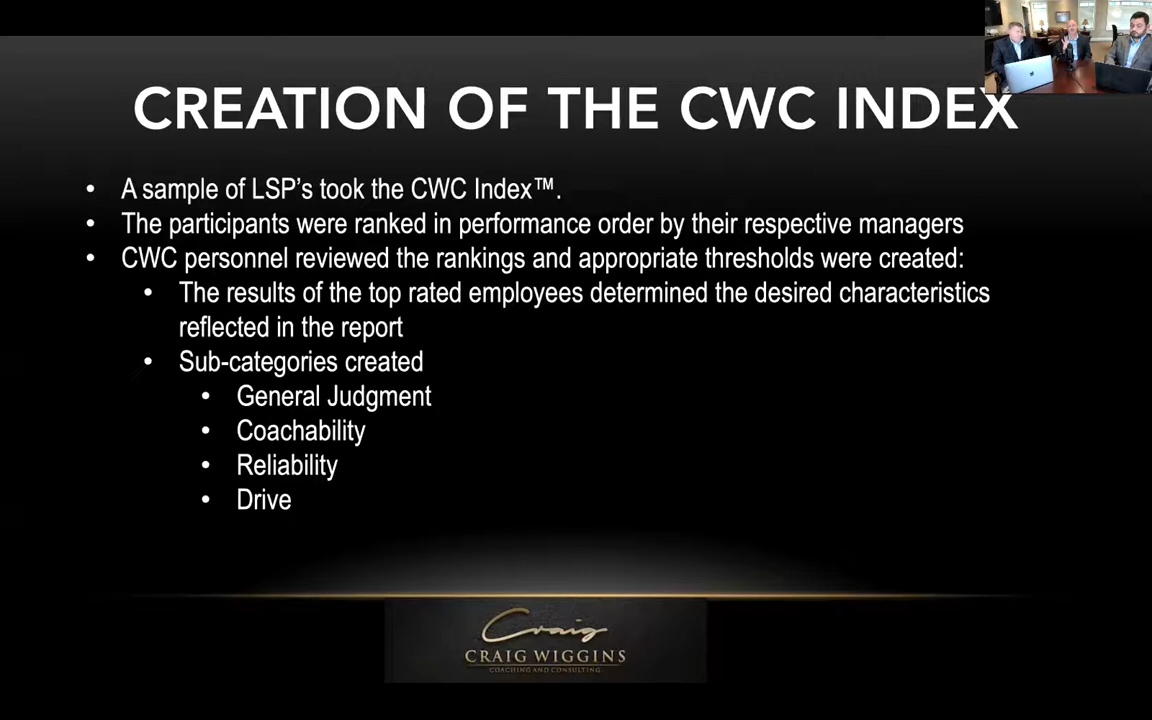 CREATION OF THE CWC INDEX
• A sample of LSP's took the CWC Index™.
• The participants were ranked in performance order by their respective managers
• CWC personnel reviewed the rankings and appropriate thresholds were created:
• The results of the top rated employees determined the desired characteristics
reflected in the report
• Sub-categories created
• General Judgment
• Coachability
• Reliability
• Drive
Craig
CRAIG WIGGINS
COACHING AND CONSULTING